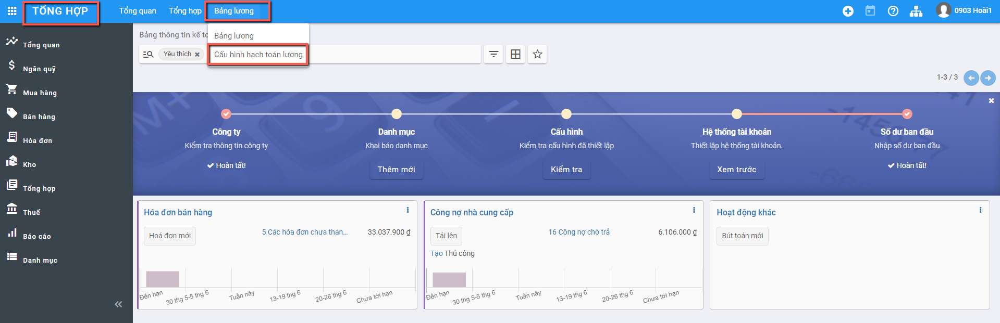 TỔNG HỢP
Tổng quan
Tổng hợp
Bảng lương
0903 Hoài1
Bảng lương
Cấu hình hạch toán lương
Tổng quan
Ngân quỹ
Mua hàng
Bán hàng
Hóa đơn
Kho
Tổng hợp
Thuế
Báo cáo
Danh mục
Bảng thông tin kế to
Yêu thích
1-3 / 3
Công ty
Kiểm tra thông tin công ty
Hoàn tất!
Danh mục
Khai báo danh mục
Thêm mới
Cấu hình
Kiểm tra cấu hình đã thiết lập
Kiểm tra
Hệ thống tài khoản
Thiết lập hệ thống tài khoản.
Xem trước
Số dư ban đầu
Nhập số dư ban đầu
Hoàn tất!
Hóa đơn bán hàng
Hoá đơn mới
5 Các hóa đơn chưa than...
33.037.900 ₫
Đến hạn
30 thg 5-5 thg 6
Tuần này
13-19 thg 6
20-26 thg 6
Chưa tới hạn
Công nợ nhà cung cấp
Tải lên
16 Công nợ chờ trả
6.106.000 ₫
Tạo Thủ công
Đến hạn
30 thg 5-5 thg 6
Tuần này
13-19 thg 6
20-26 thg 6
Chưa tới hạn
Hoạt động khác
Bút toán mới